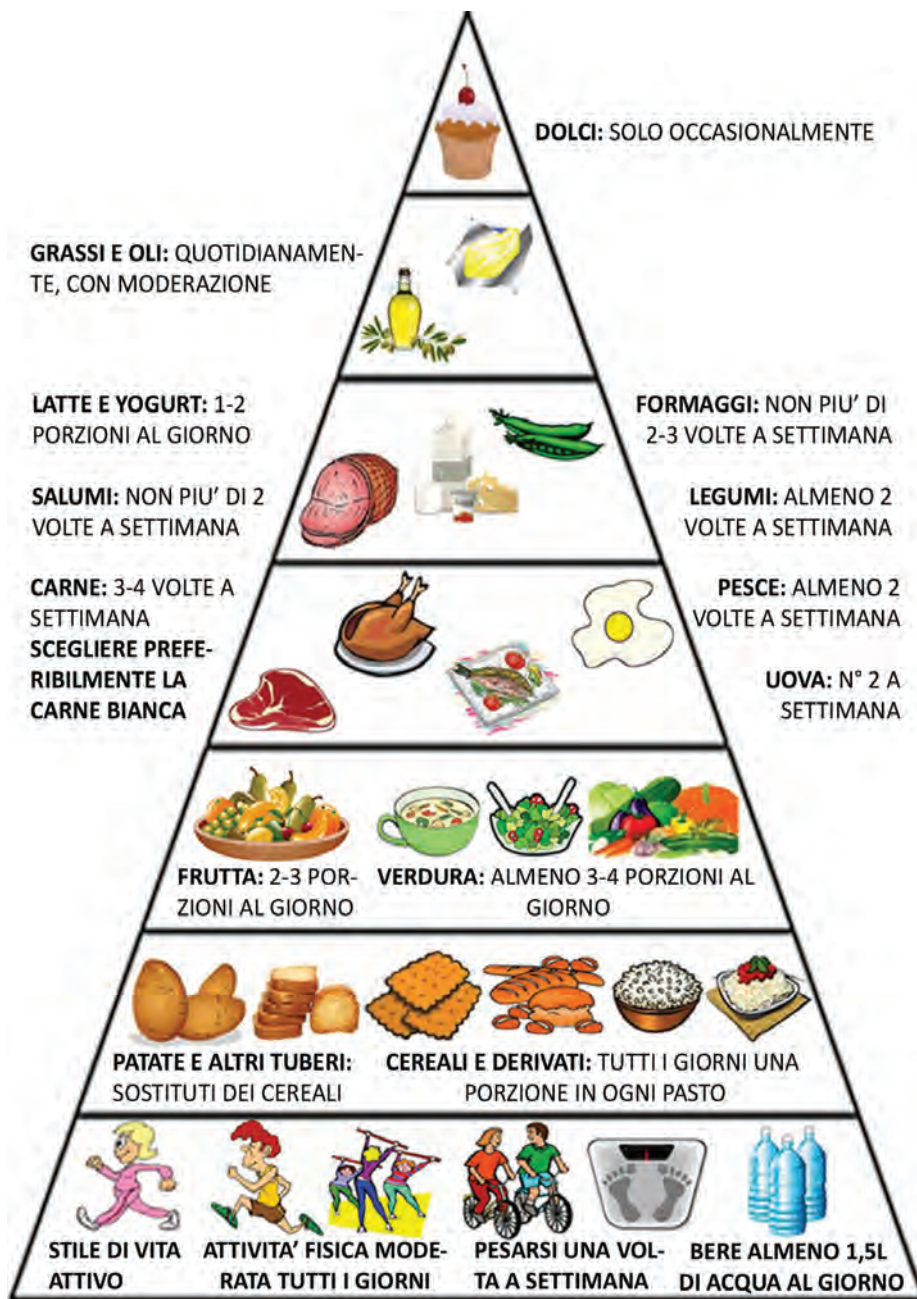 DOLCI: SOLO OCCASIONALMENTE
GRASSI E OLI: QUOTIDIANAMEN-
TE, CON MODERAZIONE
LATTE E YOGURT: 1-2
PORZIONI AL GIORNO
FORMAGGI: NON PIU' DI
2-3 VOLTE A SETTIMANA
SALUMI: NON PIU' DI 2
VOLTE A SETTIMANA
LEGUMI: ALMENO 2
VOLTE A SETTIMANA
CARNE: 3-4 VOLTE A
SETTIMANA
SCEGLIERE PREFE-
RIBILMENTE LA
CARNE BIANCA
PESCE: ALMENO 2
VOLTE A SETTIMANA
UOVA: N° 2 A
SETTIMANA
FRUTTA: 2-3 POR-
ZIONI AL GIORNO
VERDURA: ALMENO 3-4 PORZIONI AL
GIORNO
PATATE E ALTRI TUBERI:
SOSTITUTI DEI CEREALI
CEREALI E DERIVATI: TUTTI I GIORNI UNA
PORZIONE IN OGNI PASTO
STILE DI VITA
ATTIVO
ATTIVITA' FISICA MODE-
RATA TUTTI I GIORNI
PESARSI UNA VOL-
TA A SETTIMANA
BERE ALMENO 1,5L
DI ACQUA AL GIORNO